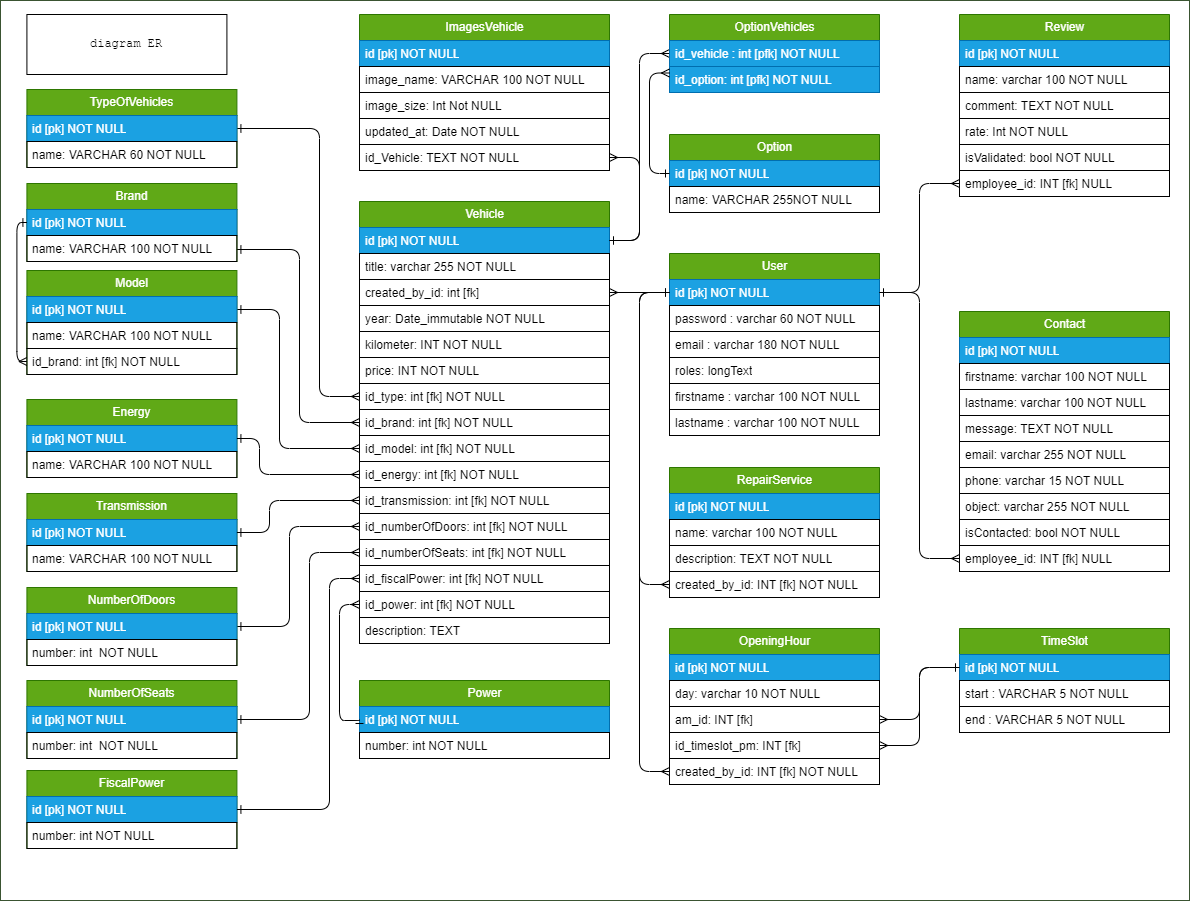 diagram ER
TypeOfVehicles
id [pk] NOT NULL
name: VARCHAR 60 NOT NULL
Brand
id [pk] NOT NULL
name: VARCHAR 100 NOT NULL
Model
id [pk] NOT NULL
name: VARCHAR 100 NOT NULL
id_brand: int [fk] NOT NULL
Energy
id [pk] NOT NULL
name: VARCHAR 100 NOT NULL
Transmission
id [pk] NOT NULL
name: VARCHAR 100 NOT NULL
NumberOfDoors
id [pk] NOT NULL
number: int  NOT NULL
NumberOfSeats
id [pk] NOT NULL
number: int  NOT NULL
FiscalPower
id [pk] NOT NULL
number: int NOT NULL
ImagesVehicle
id [pk] NOT NULL
image_name: VARCHAR 100 NOT NULL
image_size: Int Not NULL
updated_at: Date NOT NULL
id_Vehicle: TEXT NOT NULL
Vehicle
id [pk] NOT NULL
title: varchar 255 NOT NULL
created_by_id: int [fk]
year: Date_immutable NOT NULL
kilometer: INT NOT NULL
price: INT NOT NULL
id_type: int [fk] NOT NULL
id_brand: int [fk] NOT NULL
id_model: int [fk] NOT NULL
id_energy: int [fk] NOT NULL
id_transmission: int [fk] NOT NULL
id_numberOfDoors: int [fk] NOT NULL
id_numberOfSeats: int [fk] NOT NULL
id_fiscalPower: int [fk] NOT NULL
id_power: int [fk] NOT NULL
description: TEXT
Power
id [pk] NOT NULL
number: int NOT NULL
OptionVehicles
id_vehicle : int [pfk] NOT NULL
id_option: int [pfk] NOT NULL
Option
id [pk] NOT NULL
name: VARCHAR 255NOT NULL
User
id [pk] NOT NULL
password : varchar 60 NOT NULL
email : varchar 180 NOT NULL
roles: longText
firstname : varchar 100 NOT NULL
lastname : varchar 100 NOT NULL
RepairService
id [pk] NOT NULL
name: varchar 100 NOT NULL
description: TEXT NOT NULL
created_by_id: INT [fk] NOT NULL
OpeningHour
id [pk] NOT NULL
day: varchar 10 NOT NULL
am_id: INT [fk]
id_timeslot_pm: INT [fk]
created_by_id: INT [fk] NOT NULL
Review
id [pk] NOT NULL
name: varchar 100 NOT NULL
comment: TEXT NOT NULL
rate: Int NOT NULL
isValidated: bool NOT NULL
employee_id: INT [fk] NULL
Contact
id [pk] NOT NULL
firstname: varchar 100 NOT NULL
lastname: varchar 100 NOT NULL
message: TEXT NOT NULL
email: varchar 255 NOT NULL
phone: varchar 15 NOT NULL
object: varchar 255 NOT NULL
isContacted: bool NOT NULL
employee_id: INT [fk] NULL
TimeSlot
id [pk] NOT NULL
start : VARCHAR 5 NOT NULL
end : VARCHAR 5 NOT NULL